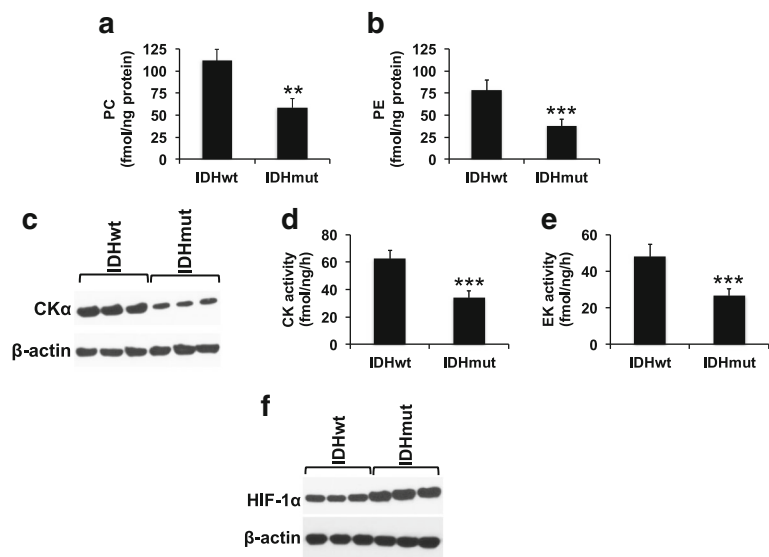 a
PC
(fmol/ng protein)
125
100
75
50
25
0
**
IDHwt
IDHmut
b
PE
(fmol/ng protein)
125
100
75
50
25
0
***
IDHwt
IDHmut
c
IDHwt
IDHmut
CKα
β-actin
d
CK activity
(fmol/ng/h)
80
60
40
20
0
***
IDHwt
IDHmut
e
EK activity
(fmol/ng/h)
60
40
20
0
***
IDHwt
IDHmut
f
IDHwt
IDHmut
HIF-1α
β-actin